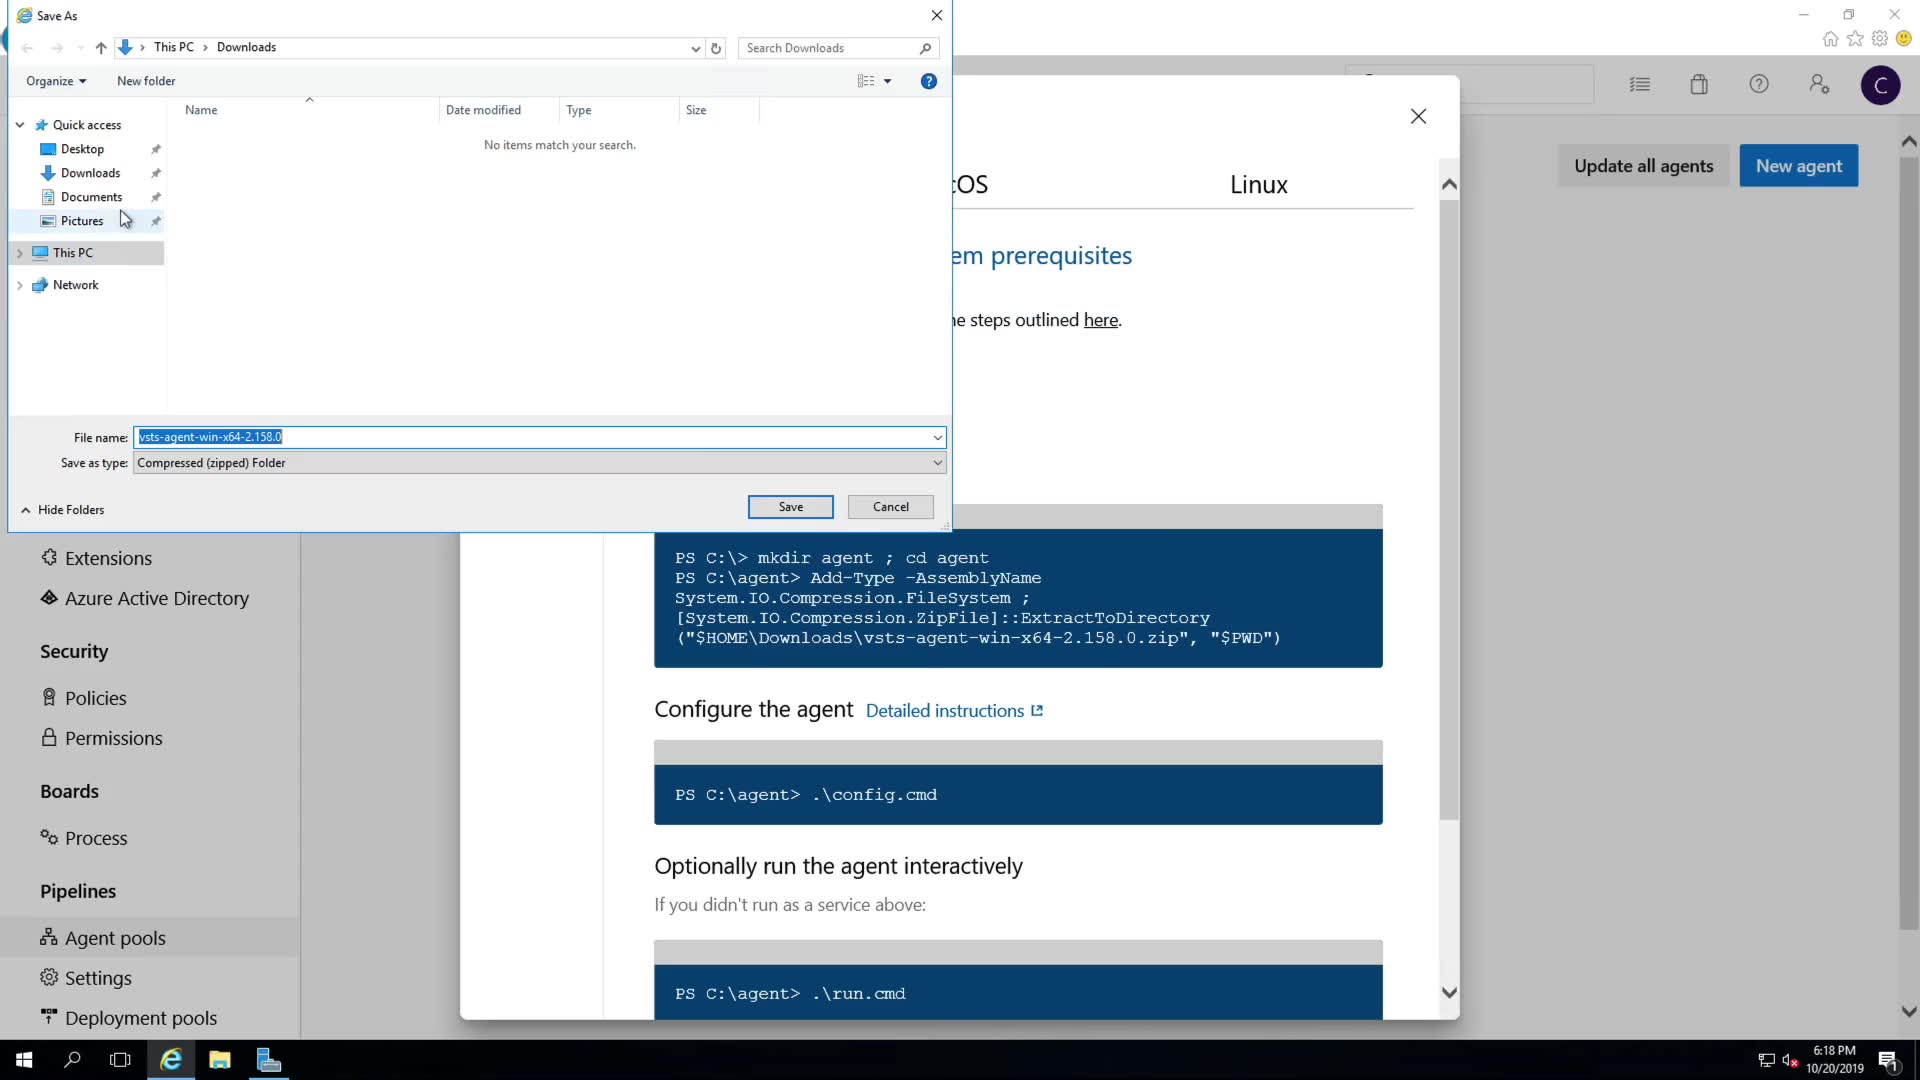 Save As
This PC
Downloads
Search Downloads
Organize
New folder
Name
Date modified
Type
Size
No items match your search.
Quick access
Desktop
Downloads
Documents
Pictures
This PC
Network
File name:
vsts-agent-win-x64-2.158.0
Save as type:
Compressed (zipped) Folder
Hide Folders
Save
Cancel
C
Update all agents
New agent
cOS
Linux
em prerequisites
he steps outlined here.
PS C:\> mkdir agent ; cd agent
PS C:\agent> Add-Type -AssemblyName
System.IO.Compression.FileSystem ;
[System.IO.Compression.ZipFile]::ExtractToDirectory
("$HOME\Downloads\vsts-agent-win-x64-2.158.0.zip", "$PWD")
Configure the agent
Detailed instructions
PS C:\agent> .\config.cmd
Optionally run the agent interactively
If you didn't run as a service above:
PS C:\agent> .\run.cmd
Extensions
Azure Active Directory
Security
Policies
Permissions
Boards
Process
Pipelines
Agent pools
Settings
Deployment pools
6:18 PM
10/20/2019
1